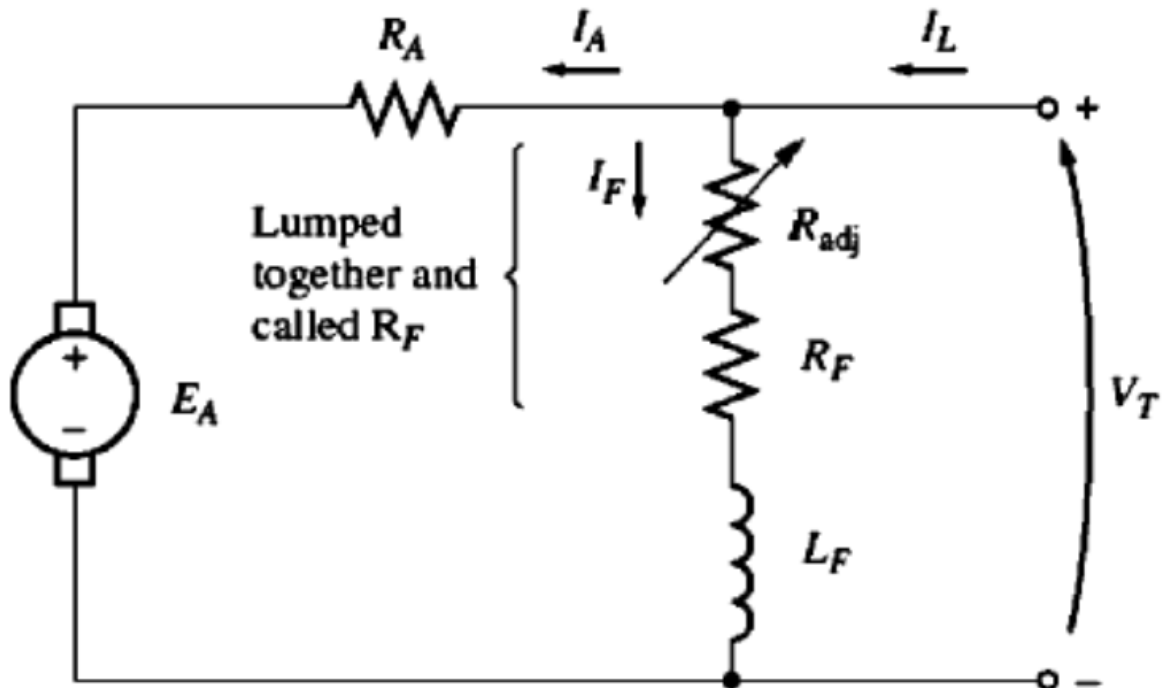 R_A
I_A
I_L
+
I_F
R_adj
Lumped
together and
called R_F
+
−
E_A
R_F
V_T
L_F
−